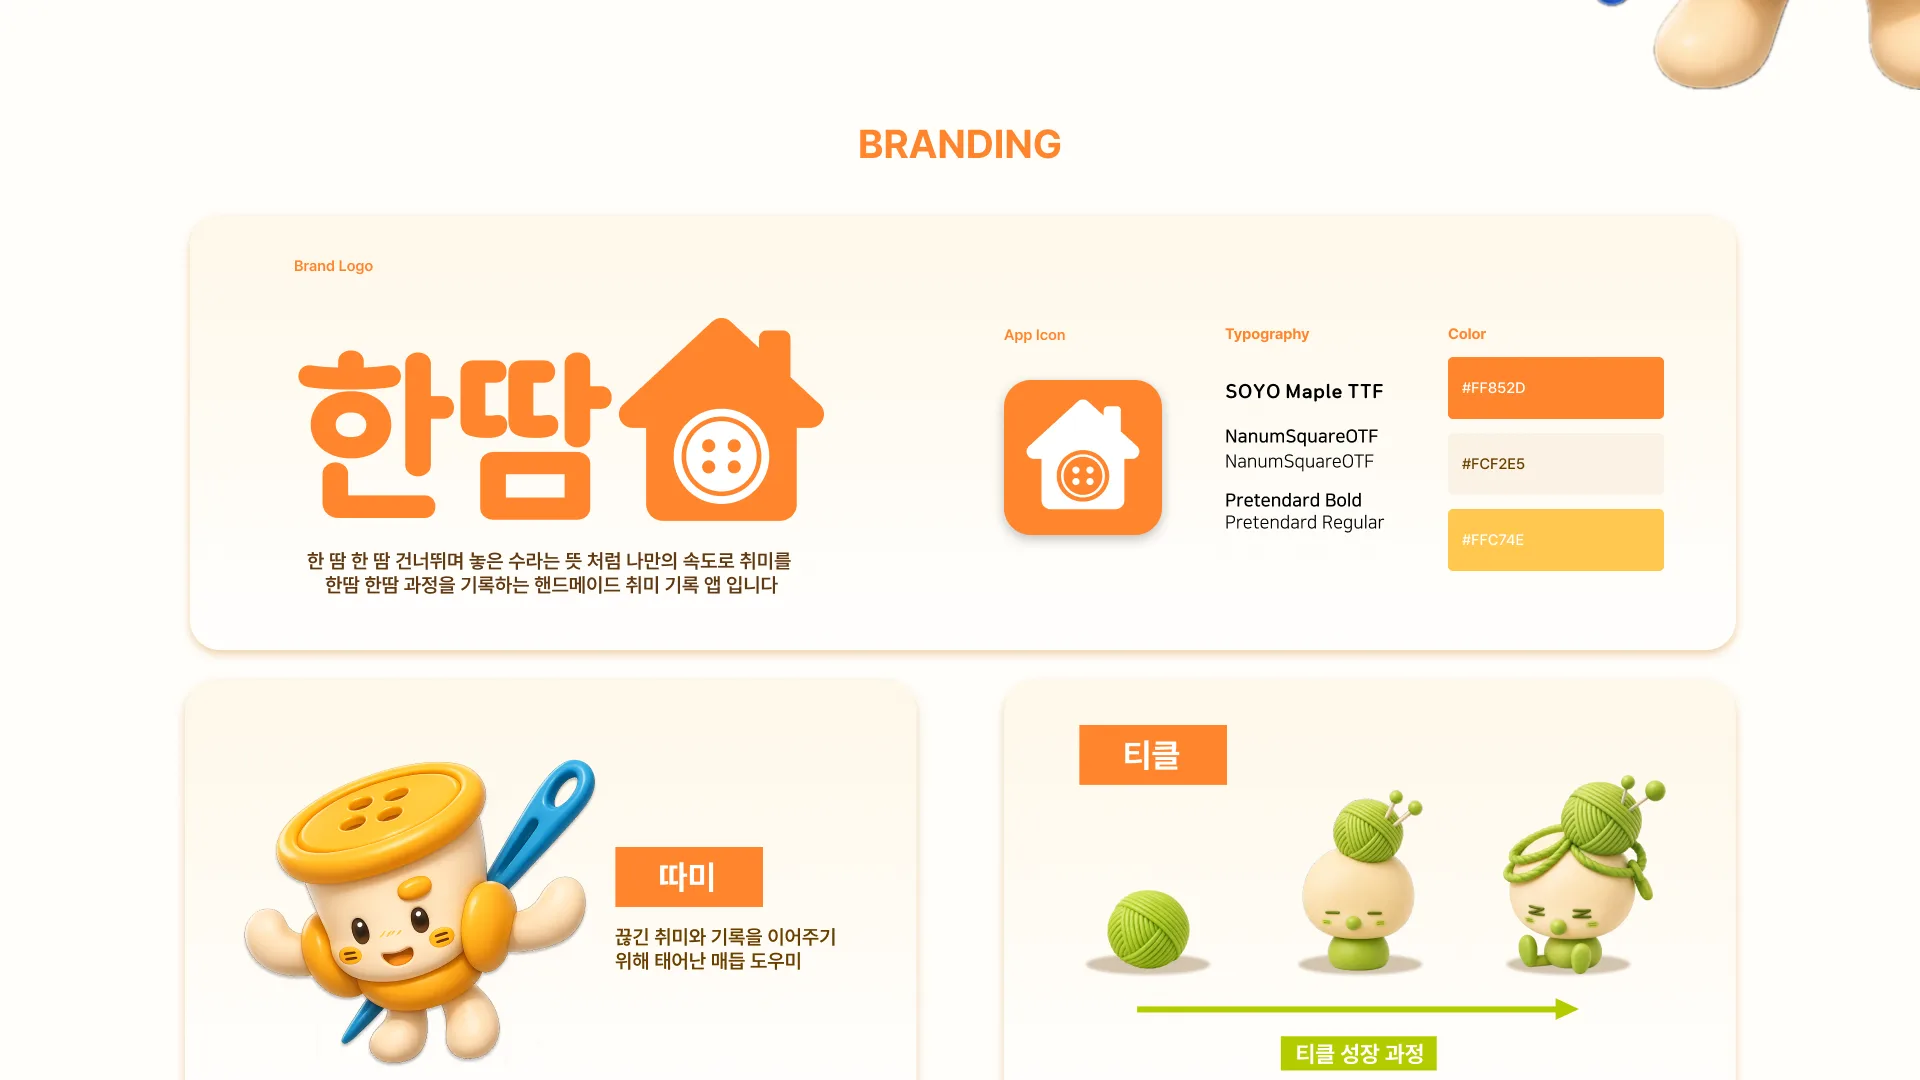 BRANDING
Brand Logo
한땀
한 땀 한 땀 건너뛰며 놓은 수라는 뜻 처럼 나만의 속도로 취미를
한땀 한땀 과정을 기록하는 핸드메이드 취미 기록 앱 입니다
App Icon
Typography
SOYO Maple TTF
NanumSquareOTF
NanumSquareOTF
Pretendard Bold
Pretendard Regular
Color
#FF852D
#FCF2E5
#FFC74E
따미
끊긴 취미와 기록을 이어주기
위해 태어난 매듭 도우미
티클
티클 성장 과정